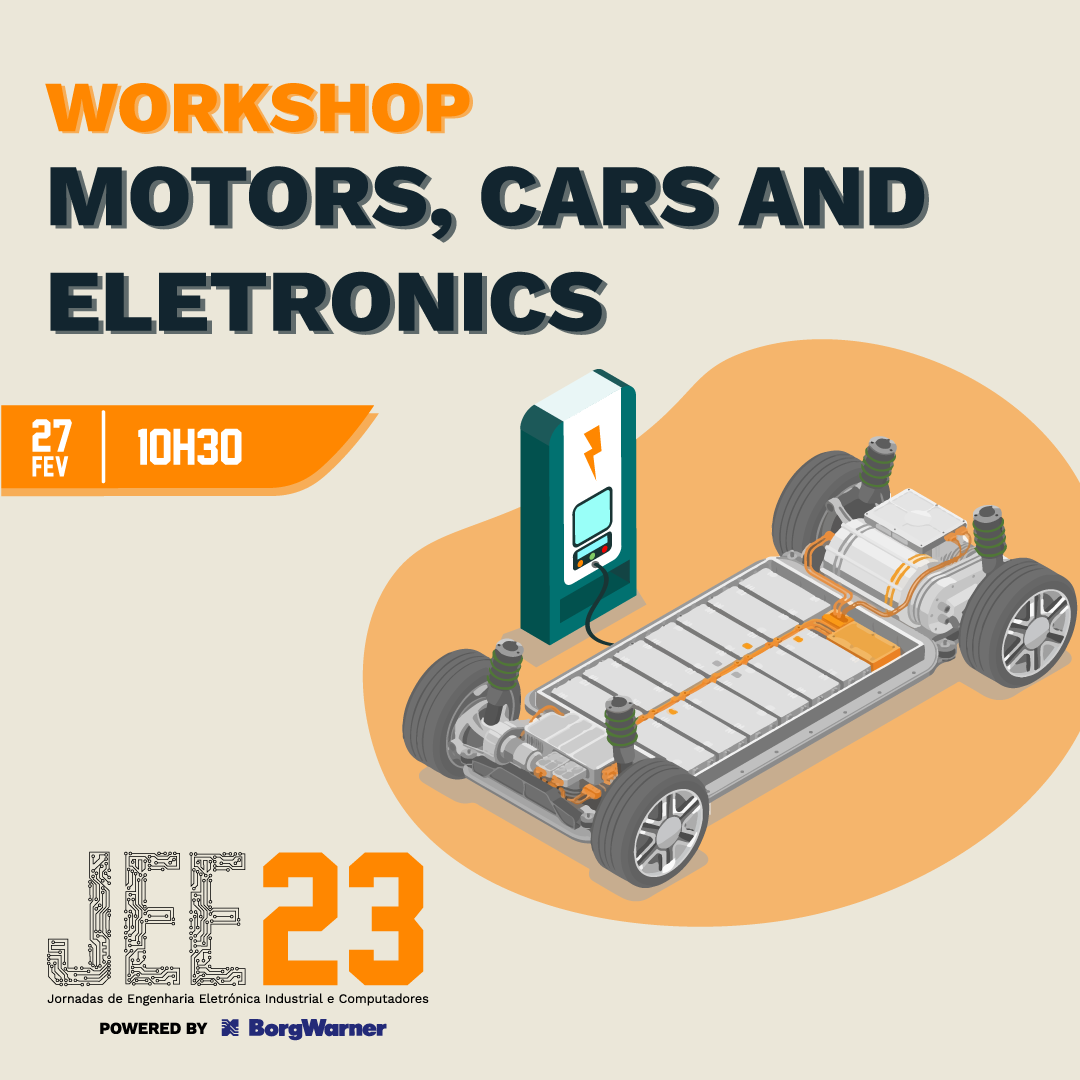 WORKSHOP
MOTORS, CARS AND
ELETRONICS
27
FEV
10H30
JEE23
Jornadas de Engenharia Eletrónica Industrial e Computadores
POWERED BY BorgWarner